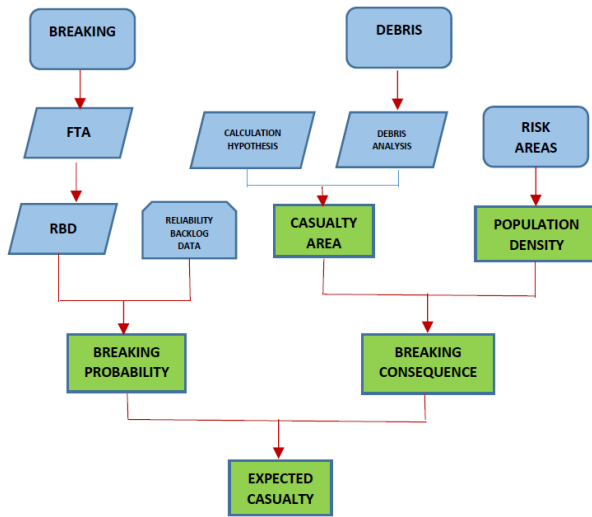 BREAKING
DEBRIS
FTA
CALCULATION
HYPOTHESIS
DEBRIS
ANALYSIS
RISK
AREAS
RBD
RELIABILITY
BACKLOG
DATA
CASUALTY
AREA
POPULATION
DENSITY
BREAKING
PROBABILITY
BREAKING
CONSEQUENCE
EXPECTED
CASUALTY